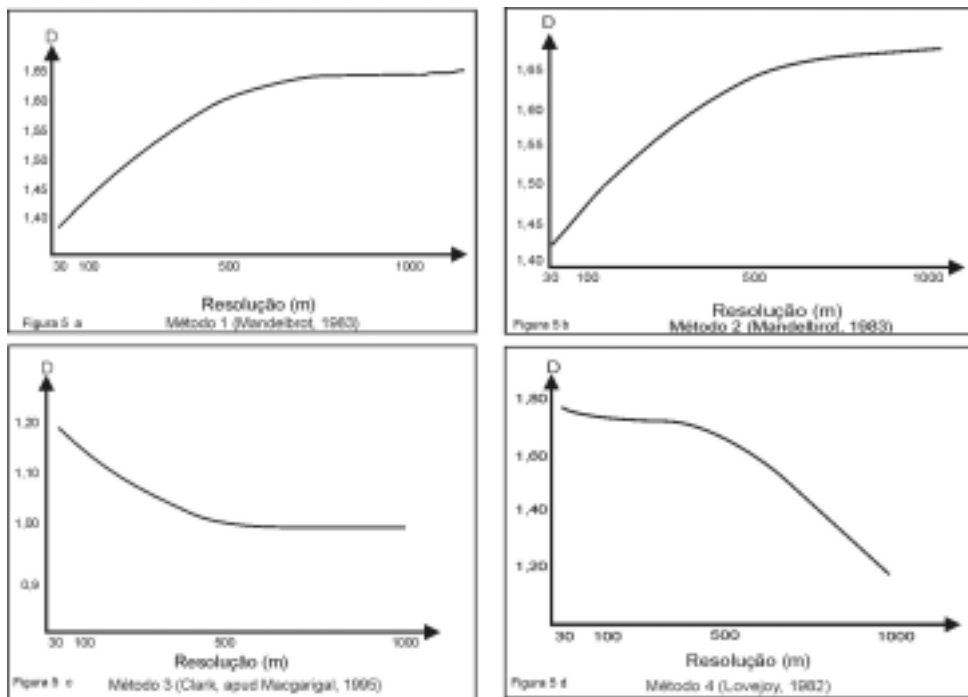 D
1,65
1,60
1,55
1,50
1,45
1,40
30 100 500 1000
Resolução (m)
Figura 5 a Método 1 (Mandelbrot, 1983)
D
1,65
1,60
1,55
1,50
1,45
1,40
30 100 500 1000
Resolução (m)
Figura 5 b Método 2 (Mandelbrot, 1983)
D
1,20
1,10
1,00
0,9
30 100 500 1000
Resolução (m)
Figura 5 c Método 3 (Clark, apud Macgarigal, 1995)
D
1,80
1,60
1,40
1,20
30 100 500 1000
Resolução (m)
Figura 5 d Método 4 (Lovejoy, 1982)